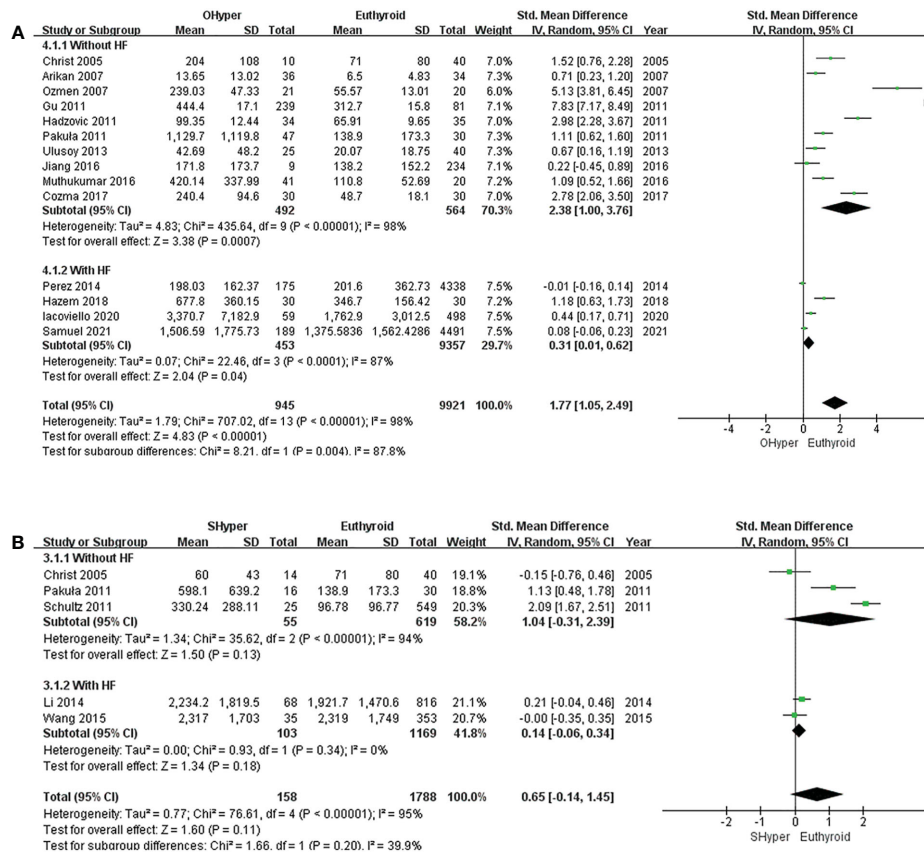 A
OHyper Euthyroid Std. Mean Difference Std. Mean Difference
Study or Subgroup Mean SD Total Mean SD Total Weight IV, Random, 95% CI Year IV, Random, 95% CI
4.1.1 Without HF
Christ 2005 204 108 10 71 80 40 7.0% 1.52 [0.76, 2.28] 2005
Arikan 2007 13.65 13.02 36 6.5 4.83 34 7.2% 0.71 [0.23, 1.20] 2007
Ozmen 2007 239.03 47.33 21 55.57 13.01 20 6.0% 5.13 [3.81, 6.45] 2007
Gu 2011 444.4 17.1 239 312.7 15.8 81 7.1% 7.83 [7.17, 8.49] 2011
Hadzovic 2011 99.35 12.44 34 65.91 9.65 35 7.1% 2.98 [2.28, 3.67] 2011
Pakuła 2011 1,129.7 1,119.8 47 138.9 173.3 30 7.2% 1.11 [0.62, 1.60] 2011
Ulusoy 2013 42.69 48.2 25 20.07 18.75 40 7.2% 0.67 [0.16, 1.19] 2013
Jiang 2016 171.8 173.7 9 138.2 152.2 234 7.1% 0.22 [-0.45, 0.89] 2016
Muthukumar 2016 420.14 337.99 41 110.8 52.69 20 7.2% 1.09 [0.52, 1.66] 2016
Cozma 2017 240.4 94.6 30 48.7 18.1 30 7.0% 2.78 [2.06, 3.50] 2017
Subtotal (95% CI) 492 564 70.3% 2.38 [1.00, 3.76]
Heterogeneity: Tau² = 4.83; Chi² = 435.64, df = 9 (P < 0.00001); I² = 98%
Test for overall effect: Z = 3.38 (P = 0.0007)
4.1.2 With HF
Perez 2014 198.03 162.37 175 201.6 362.73 4338 7.5% -0.01 [-0.16, 0.14] 2014
Hazem 2018 677.8 360.15 30 346.7 156.42 30 7.2% 1.18 [0.63, 1.73] 2018
Iacoviello 2020 3,370.7 7,182.9 59 1,762.9 3,012.5 498 7.5% 0.44 [0.17, 0.71] 2020
Samuel 2021 1,506.59 1,775.73 189 1,375.5836 1,562.4286 4491 7.5% 0.08 [-0.06, 0.23] 2021
Subtotal (95% CI) 453 9357 29.7% 0.31 [0.01, 0.62]
Heterogeneity: Tau² = 0.07; Chi² = 22.46, df = 3 (P < 0.0001); I² = 87%
Test for overall effect: Z = 2.04 (P = 0.04)
Total (95% CI) 945 9921 100.0% 1.77 [1.05, 2.49]
Heterogeneity: Tau² = 1.79; Chi² = 707.02, df = 13 (P < 0.00001); I² = 98%
Test for overall effect: Z = 4.83 (P < 0.00001)
Test for subgroup differences: Chi² = 8.21, df = 1 (P = 0.004), I² = 87.8%
-4 -2 0 2 4
OHyper Euthyroid
B
SHyper Euthyroid Std. Mean Difference Std. Mean Difference
Study or Subgroup Mean SD Total Mean SD Total Weight IV, Random, 95% CI Year IV, Random, 95% CI
3.1.1 Without HF
Christ 2005 60 43 14 71 80 40 19.1% -0.15 [-0.76, 0.46] 2005
Pakuła 2011 598.1 639.2 16 138.9 173.3 30 18.8% 1.13 [0.48, 1.78] 2011
Schultz 2011 330.24 288.11 25 96.78 96.77 549 20.3% 2.09 [1.67, 2.51] 2011
Subtotal (95% CI) 55 619 58.2% 1.04 [-0.31, 2.39]
Heterogeneity: Tau² = 1.34; Chi² = 35.62, df = 2 (P < 0.00001); I² = 94%
Test for overall effect: Z = 1.50 (P = 0.13)
3.1.2 With HF
Li 2014 2,234.2 1,819.5 68 1,921.7 1,470.6 816 21.1% 0.21 [-0.04, 0.46] 2014
Wang 2015 2,317 1,703 35 2,319 1,749 353 20.7% -0.00 [-0.35, 0.35] 2015
Subtotal (95% CI) 103 1169 41.8% 0.14 [-0.06, 0.34]
Heterogeneity: Tau² = 0.00; Chi² = 0.93, df = 1 (P = 0.34); I² = 0%
Test for overall effect: Z = 1.34 (P = 0.18)
Total (95% CI) 158 1788 100.0% 0.65 [-0.14, 1.45]
Heterogeneity: Tau² = 0.77; Chi² = 76.61, df = 4 (P < 0.00001); I² = 95%
Test for overall effect: Z = 1.60 (P = 0.11)
Test for subgroup differences: Chi² = 1.66, df = 1 (P = 0.20), I² = 39.9%
-2 -1 0 1 2
SHyper Euthyroid